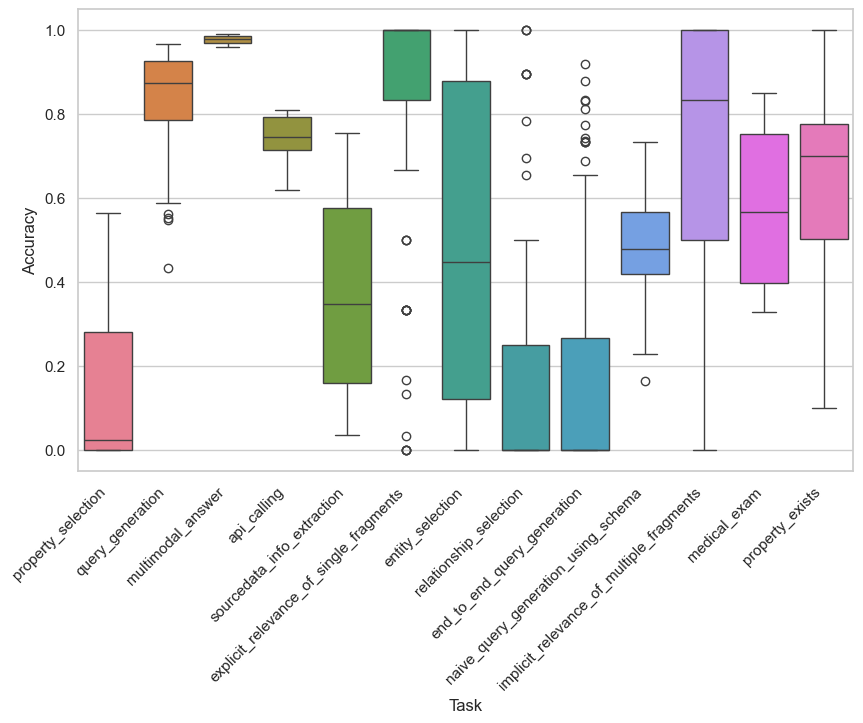 Accuracy
1.0
0.8
0.6
0.4
0.2
0.0
property_selection
query_generation
multimodal_answer
api_calling
sourcedata_info_extraction
explicit_relevance_of_single_fragments
entity_selection
relationship_selection
end_to_end_query_generation
naive_query_generation_using_schema
implicit_relevance_of_multiple_fragments
medical_exam
property_exists
Task